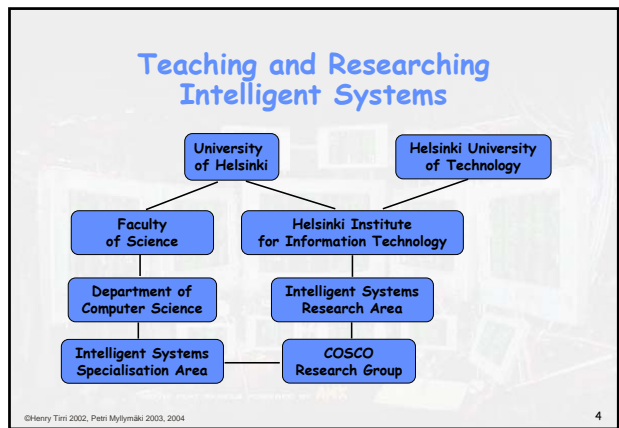 Teaching and Researching
Intelligent Systems
University
of Helsinki
Helsinki University
of Technology
Faculty
of Science
Helsinki Institute
for Information Technology
Department of
Computer Science
Intelligent Systems
Research Area
Intelligent Systems
Specialisation Area
COSCO
Research Group
©Henry Tirri 2002, Petri Myllymäki 2003, 2004
4